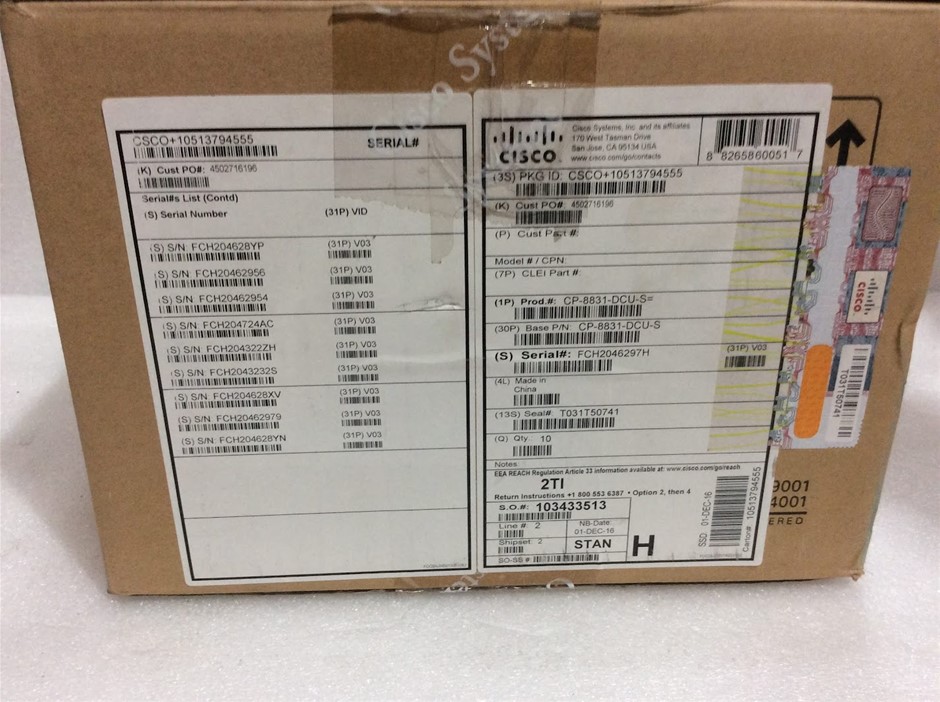 CSCO+10513794555
SERIAL#
(K) Cust PO#: 4502716196
Serial#s List (Contd)
(S) Serial Number (31P) VID
(S) S/N: FCH204628YP (31P) V03
(S) S/N: FCH20462956 (31P) V03
(S) S/N: FCH20462954 (31P) V03
(S) S/N: FCH204724AC (31P) V03
(S) S/N: FCH204322ZH (31P) V03
(S) S/N: FCH2043232S (31P) V03
(S) S/N: FCH204628XV (31P) V03
(S) S/N: FCH20462979 (31P) V03
(S) S/N: FCH204628YN (31P) V03
CISCO
Cisco Systems, Inc. and its affiliates
170 West Tasman Drive
San Jose, CA 95134 USA
www.cisco.com/go/contacts
8 8265860051 7
(3S) PKG ID: CSCO+10513794555
(K) Cust PO#: 4502716196
(P) Cust Part #:
Model # / CPN:
(7P) CLEI Part #:
(1P) Prod.#: CP-8831-DCU-S=
(30P) Base P/N: CP-8831-DCU-S
(S) Serial#: FCH2046297H (31P) V03
(4L) Made in
China
(13S) Seal#: T031T50741
(Q) Qty 10
Notes:
EEA REACH Regulation Article 33 information available at: www.cisco.com/go/reach
2TI
Return Instructions +1 800 553 6387 • Option 2, then 4
S.O.#: 103433513
Line #: 2
NB-Date:
01-DEC-16
Shipset: 2
STAN
H
SO-SS #
SSD 01-DEC-16
Carton# 10513794555
CISCO
T031T50741
9001
4001
ERED
Cisco Syst